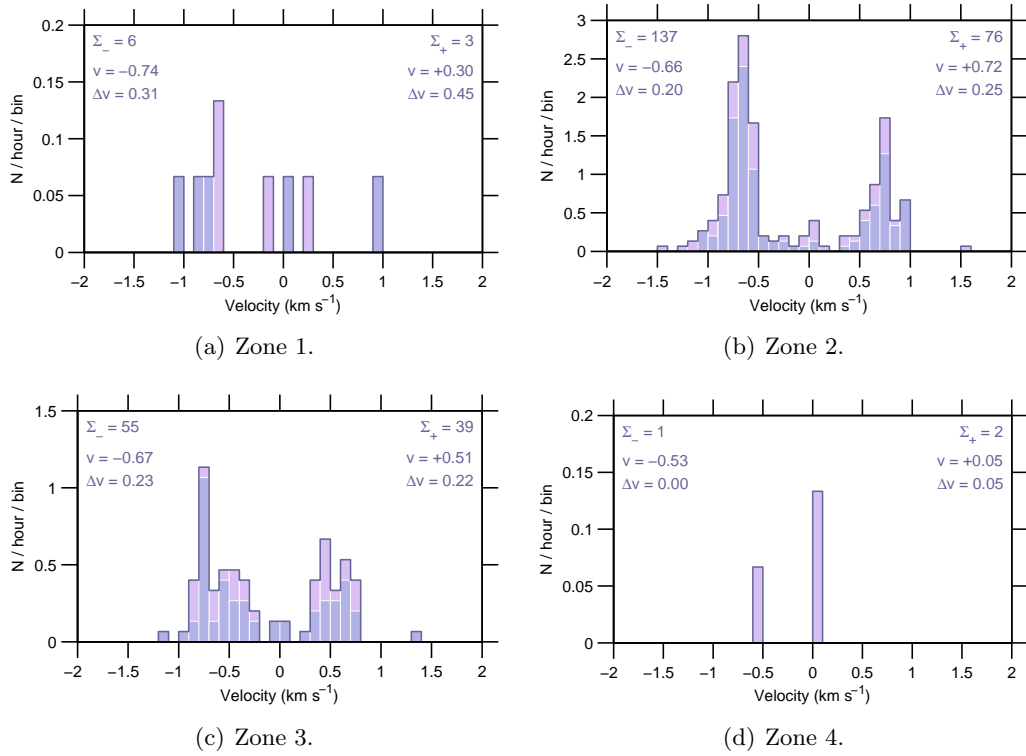 0.2
Σ₋ = 6 Σ₊ = 3
v = −0.74 v = +0.30
Δv = 0.31 Δv = 0.45
0.15
0.1
0.05
0
N / hour / bin
−2 −1.5 −1 −0.5 0 0.5 1 1.5 2
Velocity (km s⁻¹)
(a) Zone 1.
3
Σ₋ = 137 Σ₊ = 76
v = −0.66 v = +0.72
Δv = 0.20 Δv = 0.25
2.5
2
1.5
1
0.5
0
N / hour / bin
−2 −1.5 −1 −0.5 0 0.5 1 1.5 2
Velocity (km s⁻¹)
(b) Zone 2.
1.5
Σ₋ = 55 Σ₊ = 39
v = −0.67 v = +0.51
Δv = 0.23 Δv = 0.22
1
0.5
0
N / hour / bin
−2 −1.5 −1 −0.5 0 0.5 1 1.5 2
Velocity (km s⁻¹)
(c) Zone 3.
0.2
Σ₋ = 1 Σ₊ = 2
v = −0.53 v = +0.05
Δv = 0.00 Δv = 0.05
0.15
0.1
0.05
0
N / hour / bin
−2 −1.5 −1 −0.5 0 0.5 1 1.5 2
Velocity (km s⁻¹)
(d) Zone 4.